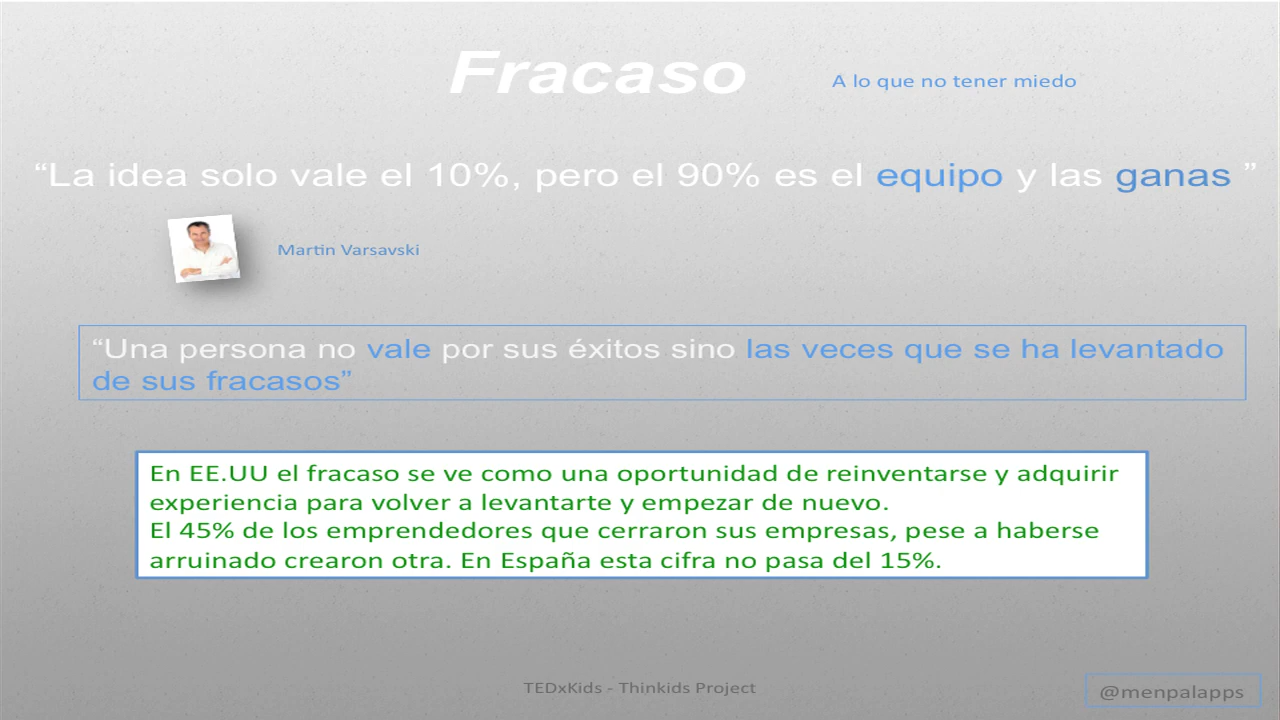 Fracaso
A lo que no tener miedo
“La idea solo vale el 10%, pero el 90% es el equipo y las ganas ”
Martin Varsavski
“Una persona no vale por sus éxitos sino las veces que se ha levantado
de sus fracasos”
En EE.UU el fracaso se ve como una oportunidad de reinventarse y adquirir
experiencia para volver a levantarte y empezar de nuevo.
El 45% de los emprendedores que cerraron sus empresas, pese a haberse
arruinado crearon otra. En España esta cifra no pasa del 15%.
TEDxKids - Thinkids Project
@menpalapps